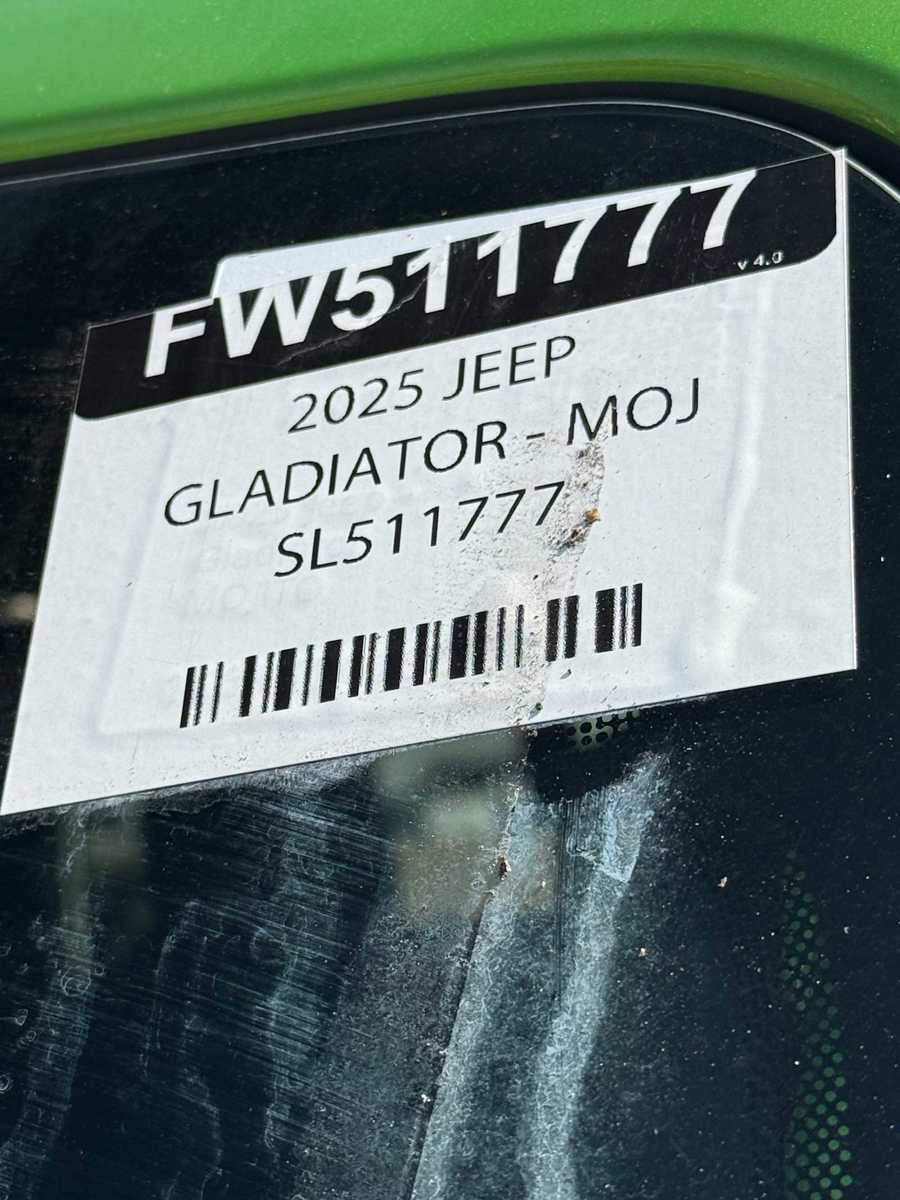 FW511777
v 4.0
2025 JEEP
GLADIATOR - MOJ
SL511777